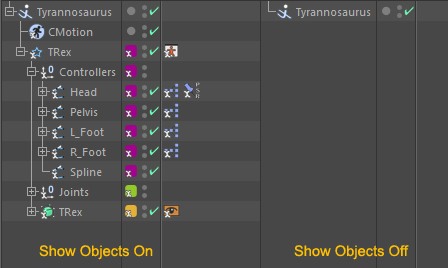 Tyrannosaurus
Tyrannosaurus
CMotion
TRex
Controllers
Head
Pelvis
L_Foot
R_Foot
Spline
Joints
TRex
Show Objects On
Show Objects Off